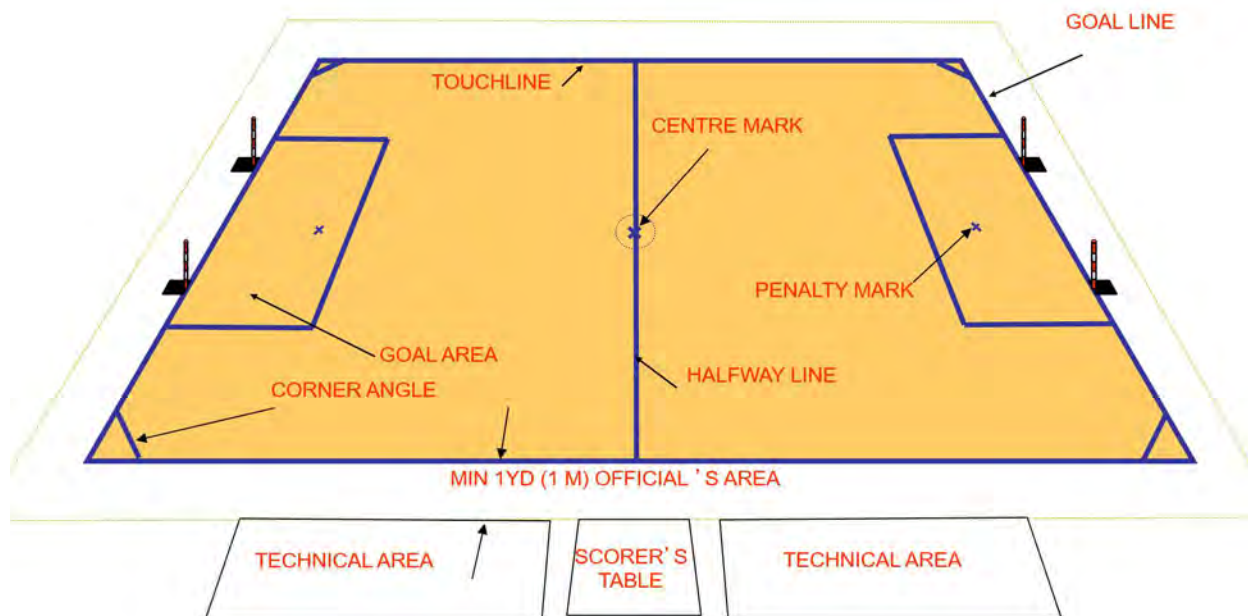 GOAL LINE
TOUCHLINE
CENTRE MARK
PENALTY MARK
GOAL AREA
HALFWAY LINE
CORNER ANGLE
MIN 1YD (1 M) OFFICIAL ’ S AREA
TECHNICAL AREA
SCORER’S
TABLE
TECHNICAL AREA